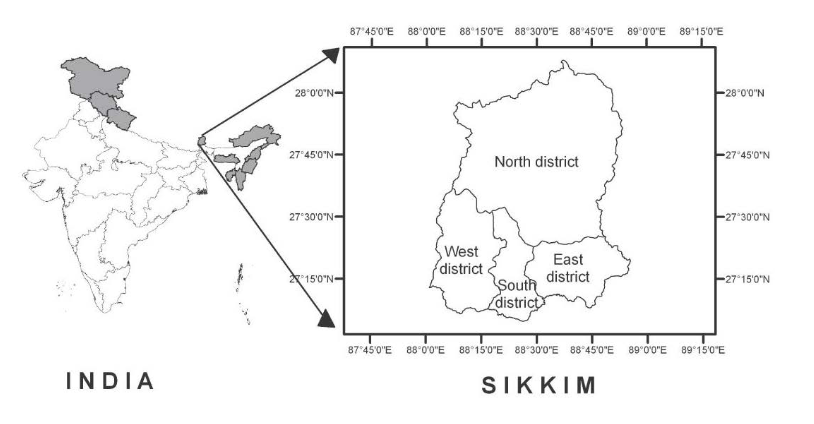 87°45'0"E 88°0'0"E 88°15'0"E 88°30'0"E 88°45'0"E 89°0'0"E 89°15'0"E
28°0'0"N 28°0'0"N
27°45'0"N North district 27°45'0"N
27°30'0"N 27°30'0"N
West
district
East
district
27°15'0"N 27°15'0"N
South
district
87°45'0"E 88°0'0"E 88°15'0"E 88°30'0"E 88°45'0"E 89°0'0"E 89°15'0"E
INDIA
SIKKIM